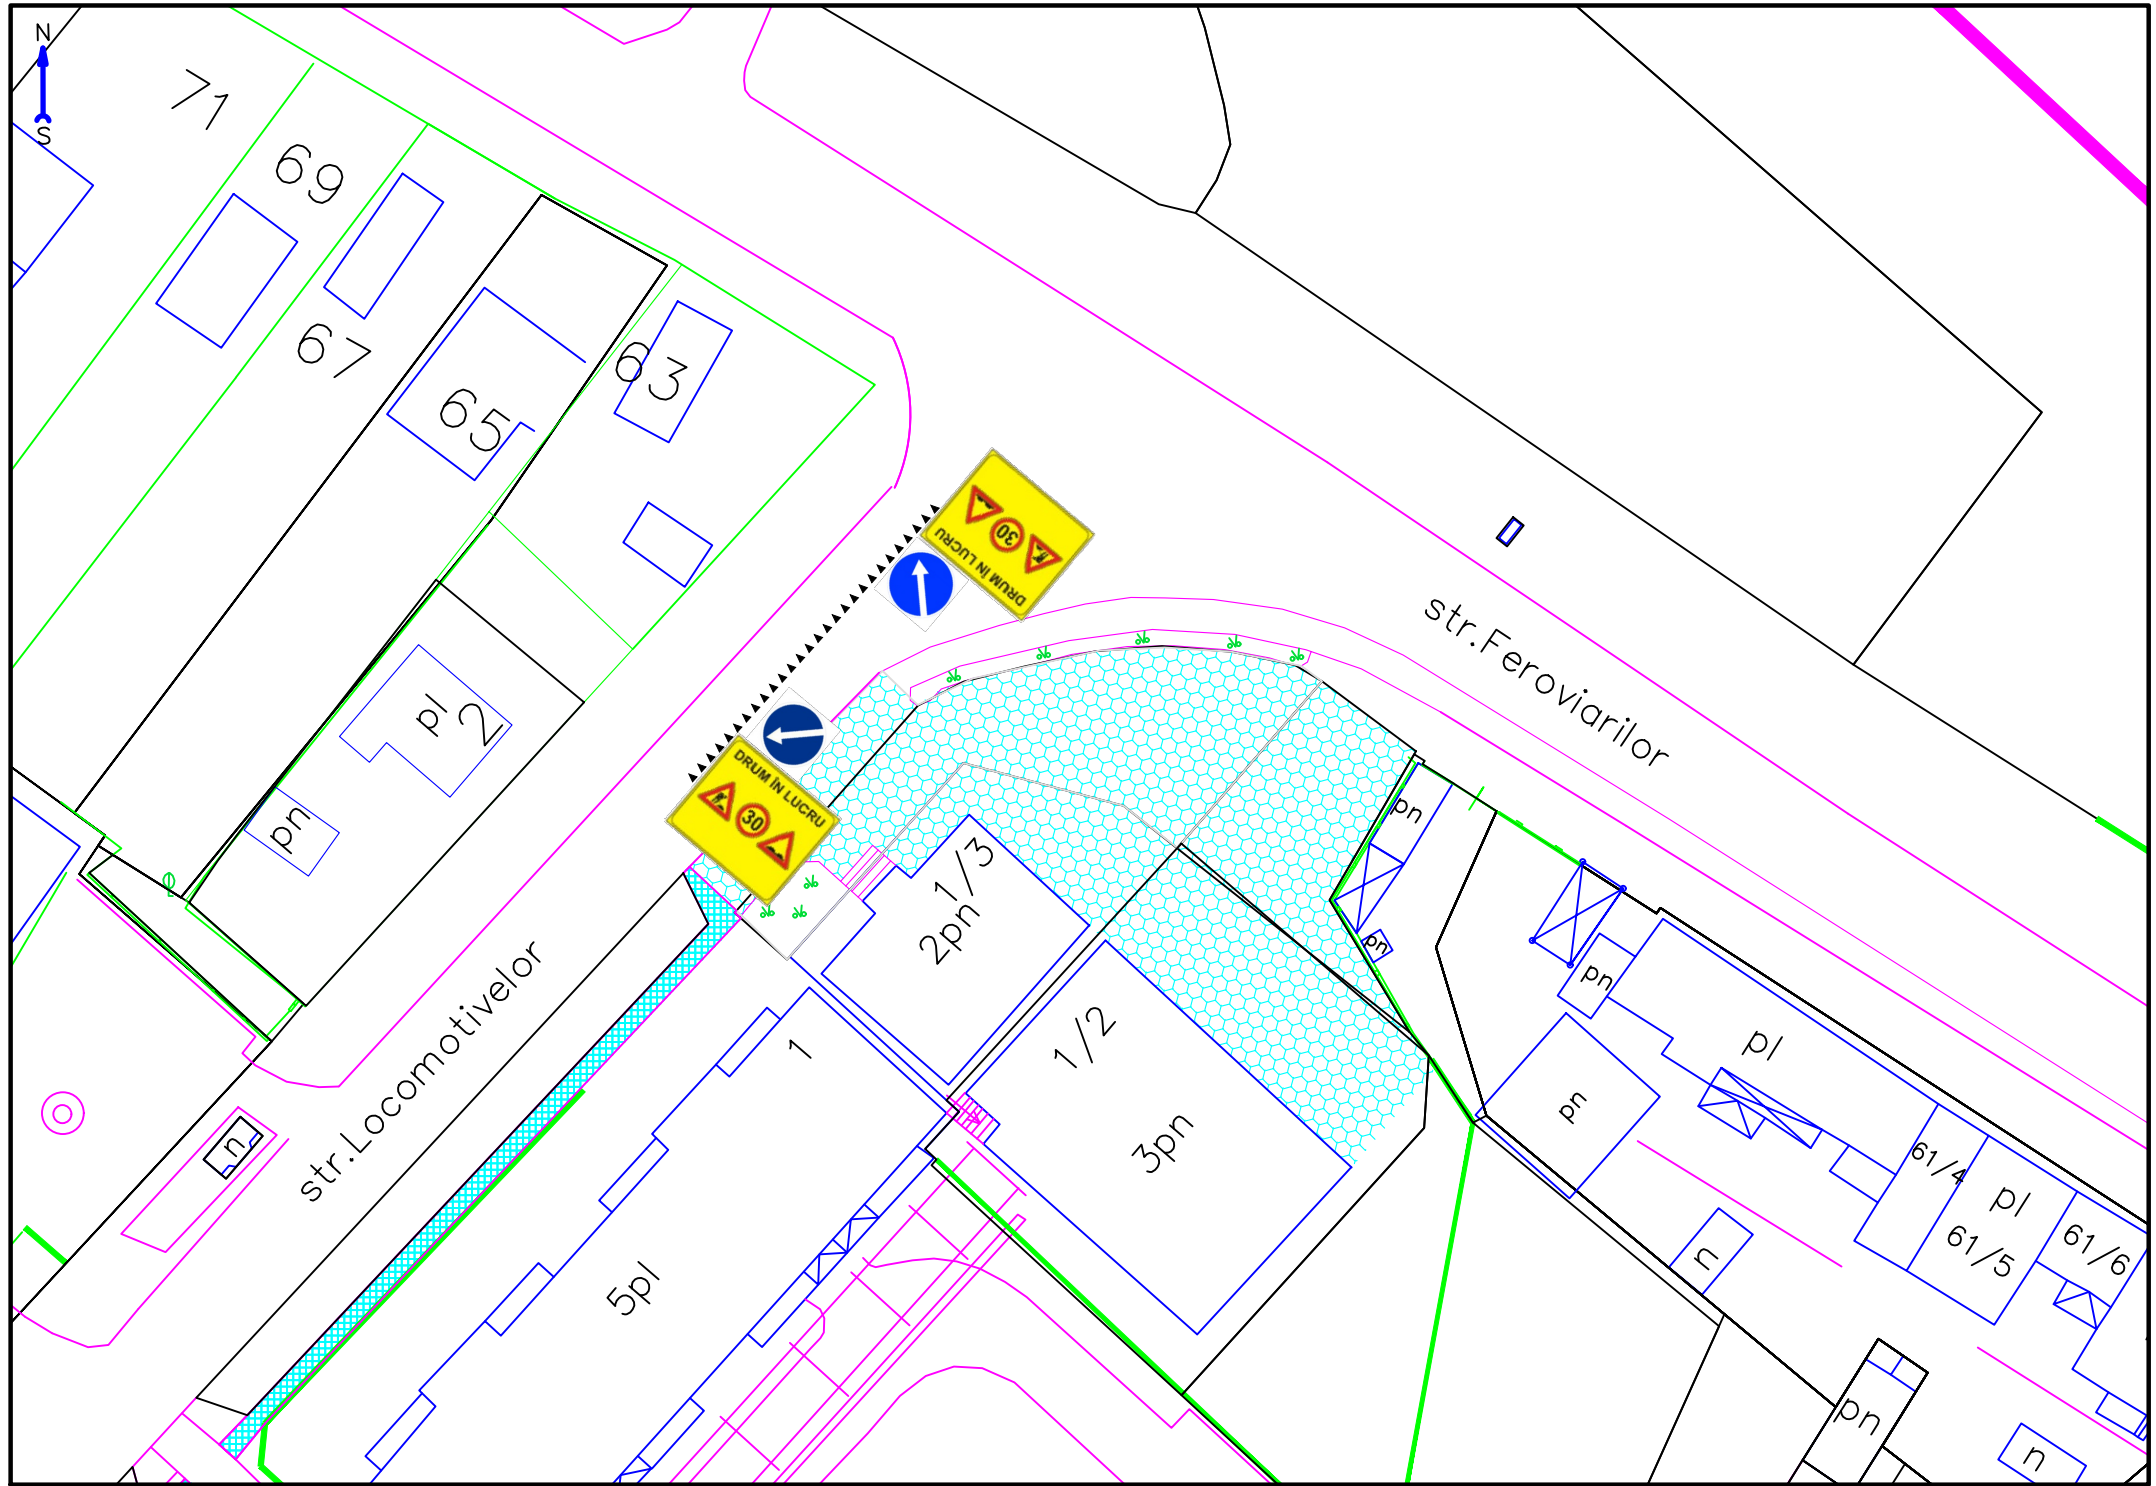 N
S
71
69
67
65
63
pl
2
pn
DRUM ÎN LUCRU
30
DRUM ÎN LUCRU
30
str.Feroviarilor
str.Locomotivelor
1/3
2pn
1/2
3pn
1
5pl
n
pn
pn
pn
pn
pl
n
61/4
pl
61/5
61/6
pn
n